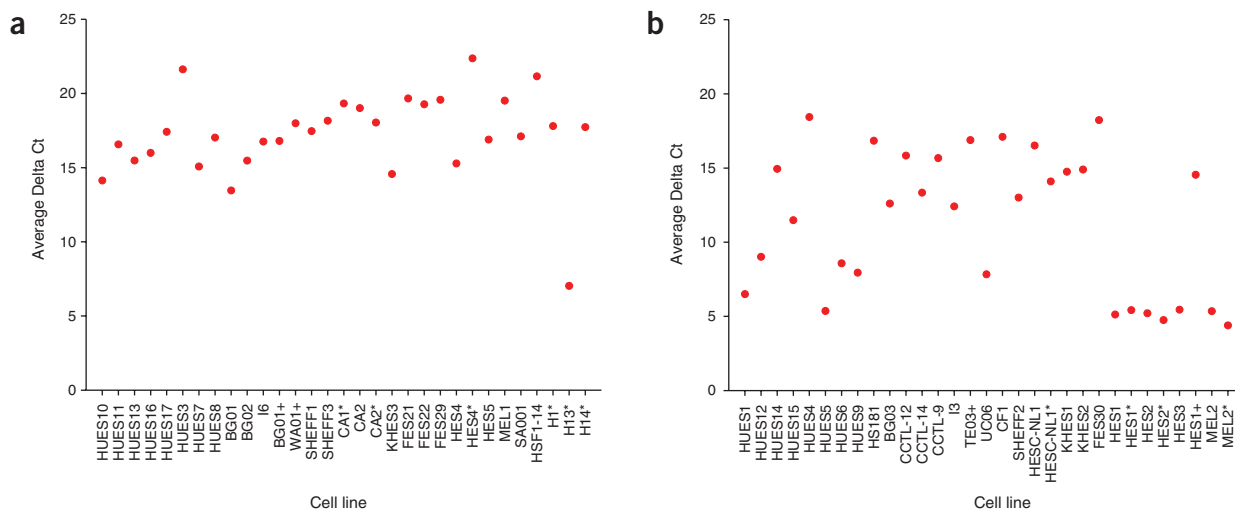 a
25
20
15
10
5
0
Average Delta Ct
HUES10
HUES11
HUES13
HUES16
HUES17
HUES3
HUES7
HUES8
BG01
BG02
I6
BG01+
WA01+
SHEFF1
SHEFF3
CA1*
CA2
CA2*
KHES3
FES21
FES22
FES29
HES4
HES4*
HES5
MEL1
SA001
HSF1-14
H1*
H13*
H14*
Cell line
b
25
20
15
10
5
0
Average Delta Ct
HUES1
HUES12
HUES14
HUES15
HUES4
HUES5
HUES6
HUES9
HS181
BG03
CCTL-12
CCTL-14
CCTL-9
I3
TE03+
UC06
CF1
SHEFF2
HESC-NL1
HESC-NL1*
KHES1
KHES2
FES30
HES1
HES1*
HES2
HES2*
HES3
HES1+
MEL2
MEL2*
Cell line